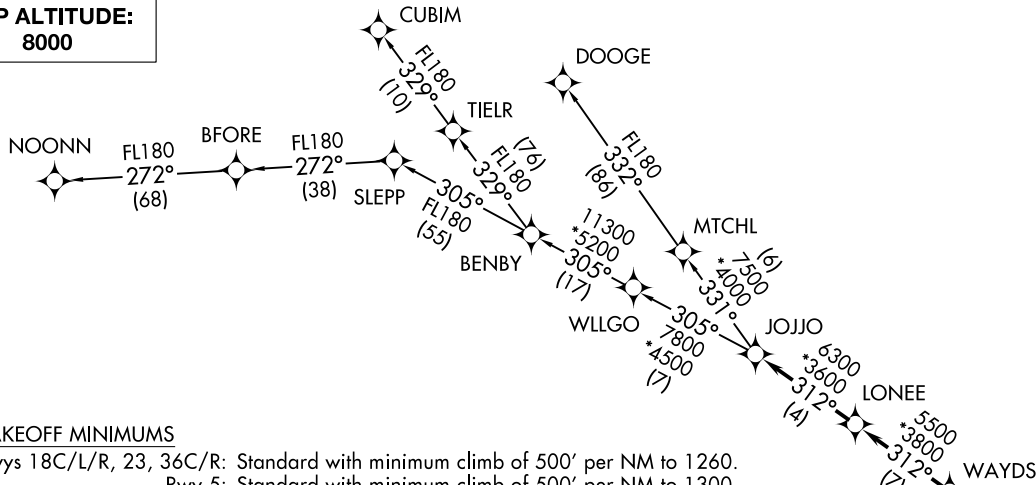 P ALTITUDE:
8000
CUBIM
FL180
329°
(10)
TIELR
(76)
FL180
329°
DOOGE
FL180
332°
(86)
NOONN
FL180
272°
(68)
BFORE
FL180
272°
(38)
SLEPP
305°
FL180
(55)
BENBY
11300
*5200
305°
(17)
WLLGO
MTCHL
(6)
7500
*4000
331°
305°
7800
*4500
(7)
JOJJO
6300
*3600
312°
(4)
LONEE
5500
*3800
312°
(7)
WAYDS
KEOFF MINIMUMS
ys 18C/L/R, 23, 36C/R: Standard with minimum climb of 500' per NM to 1260.
Rwy 5: Standard with minimum climb of 500' per NM to 1300.